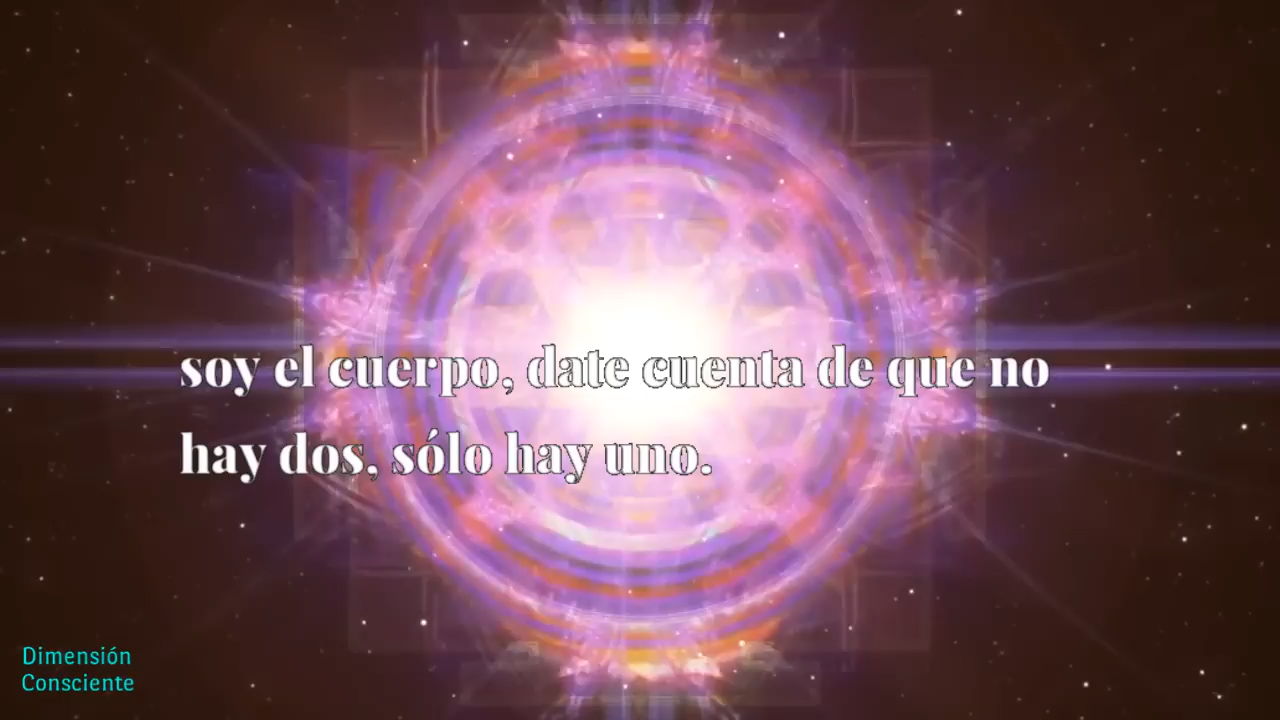 soy el cuerpo, date cuenta de que no
hay dos, sólo hay uno.
Dimensión
Consciente